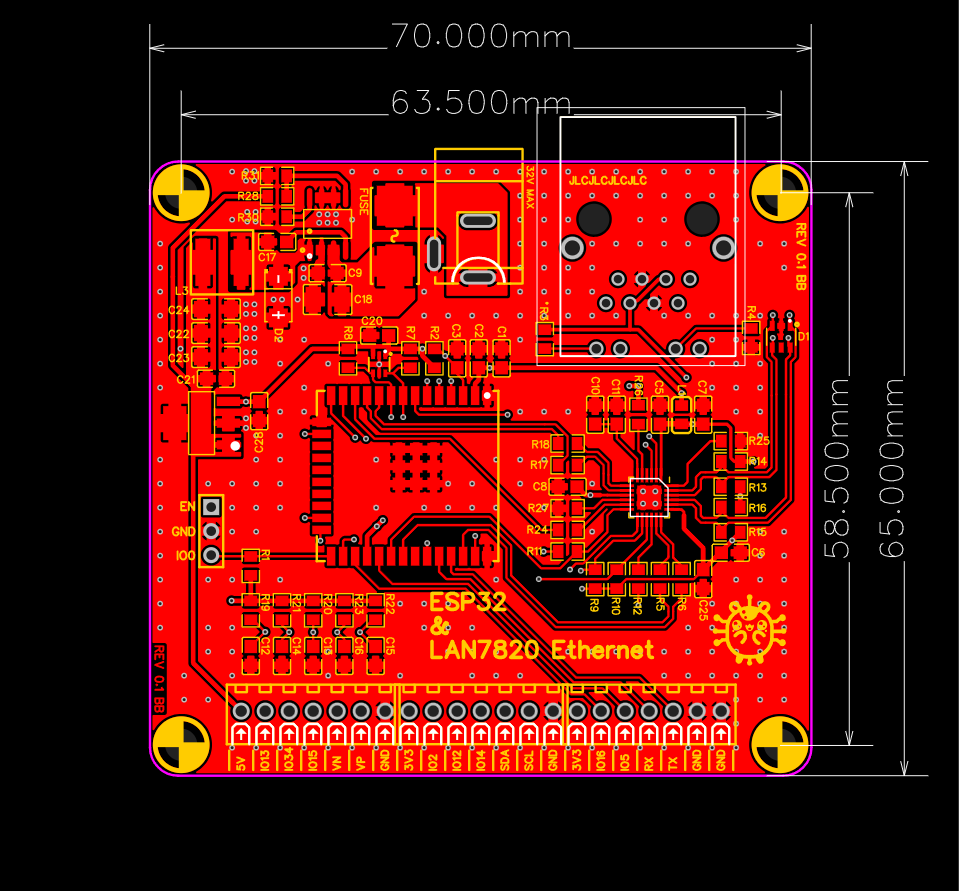 70.000mm
63.500mm
JLCJLCJLCJLC
32V MAX
FUSE
REV 0.1 BB
R28
C17
C9
C18
L3
C24
C22
C23
C21
D2
C20
R8
R7
R2
C3
C2
C1
R3
R4
D1
C28
C10
C11
C5
C7
R18
R17
C8
R27
R24
R11
R25
R14
R13
R16
R15
C6
EN
GND
IO0
R1
R9
R10
R12
R5
R6
C25
R19
R21
R20
R23
R22
C12
C14
C13
C16
C15
ESP32
&
LAN7820 Ethernet
58.500mm
65.000mm
REV 0.1 BB
5V
IO13
IO34
IO15
VN
VP
GND
3V3
IO2
IO12
IO14
SDA
SCL
GND
3V3
IO16
IO5
RX
TX
GND
GND